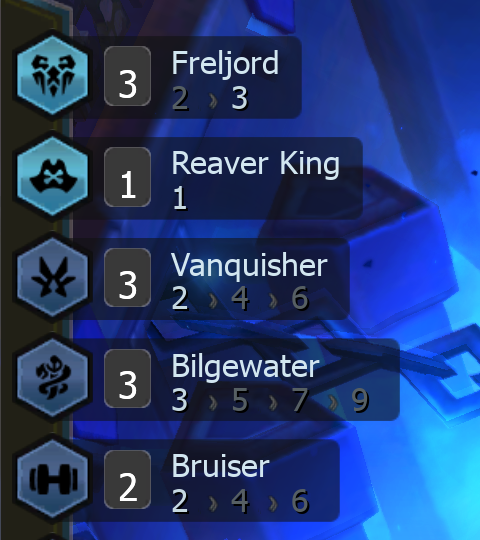 3 Freljord
2 › 3
1 Reaver King
1
3 Vanquisher
2 › 4 › 6
3 Bilgewater
3 › 5 › 7 › 9
2 Bruiser
2 › 4 › 6